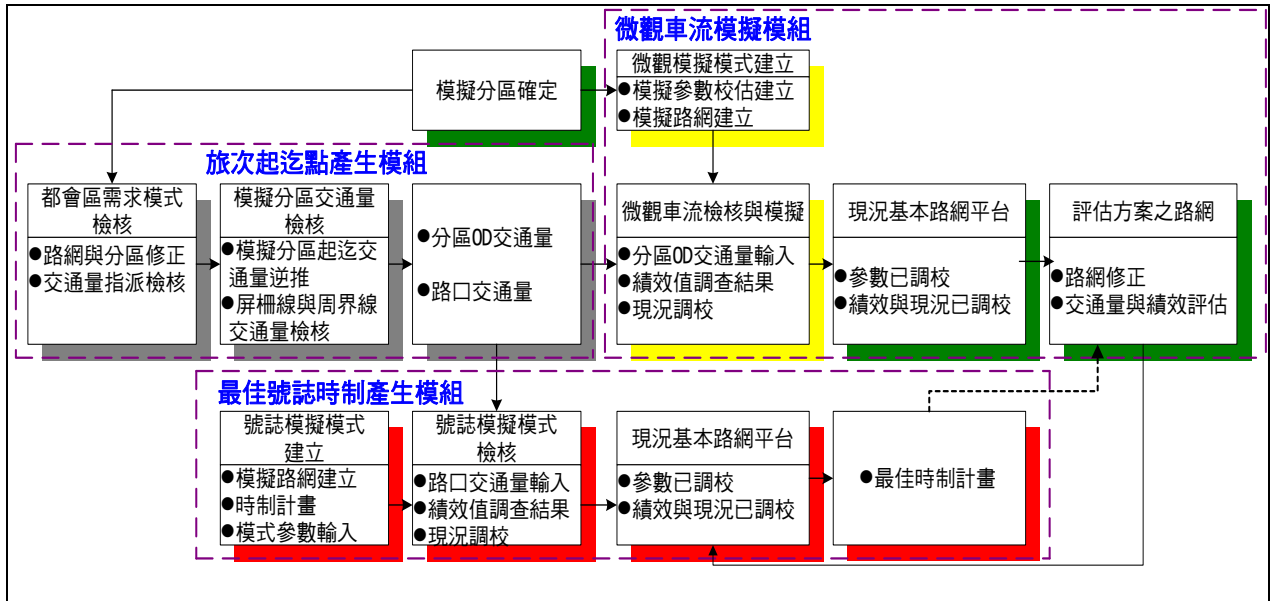 微觀車流模擬模組
模擬分區確定
微觀模擬模式建立
●模擬參數校估建立
●模擬路網建立
旅次起迄點產生模組
都會區需求模式
檢核
●路網與分區修正
●交通量指派檢核
模擬分區交通量
檢核
●模擬分區起迄交
通量逆推
●屏柵線與周界線
交通量檢核
●分區OD交通量
●路口交通量
微觀車流檢核與模擬
●分區OD交通量輸入
●績效值調查結果
●現況調校
現況基本路網平台
●參數已調校
●績效與現況已調校
評估方案之路網
●路網修正
●交通量與績效評估
最佳號誌時制產生模組
號誌模擬模式
建立
●模擬路網建立
●時制計畫
●模式參數輸入
號誌模擬模式
檢核
●路口交通量輸入
●績效值調查結果
●現況調校
現況基本路網平台
●參數已調校
●績效與現況已調校
●最佳時制計畫